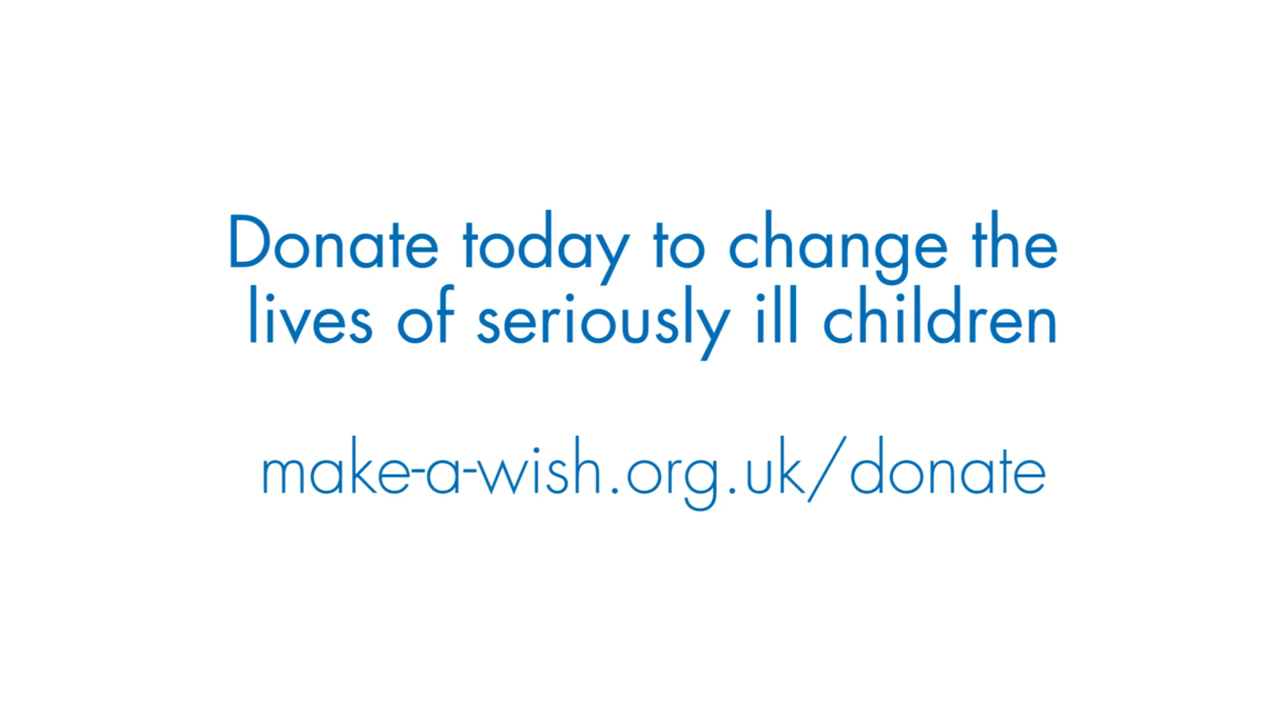 Donate today to change the
lives of seriously ill children
make-a-wish.org.uk/donate